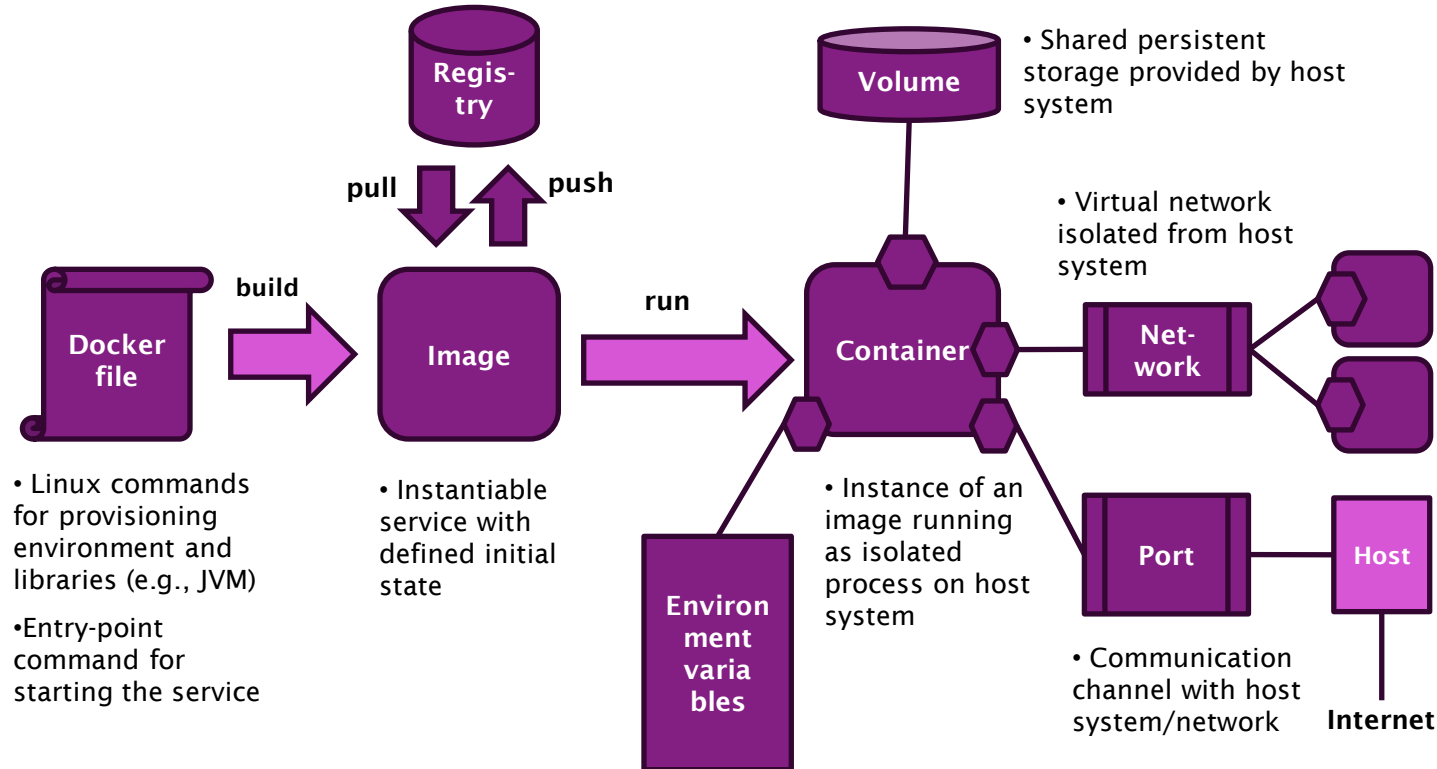 Regis-
try
pull
push
Volume
• Shared persistent
storage provided by host
system
• Virtual network
isolated from host
system
Docker
file
build
Image
run
Container
Net-
work
• Linux commands
for provisioning
environment and
libraries (e.g., JVM)
•Entry-point
command for
starting the service
• Instantiable
service with
defined initial
state
Environ
ment
varia
bles
• Instance of an
image running
as isolated
process on host
system
Port
Host
• Communication
channel with host
system/network
Internet